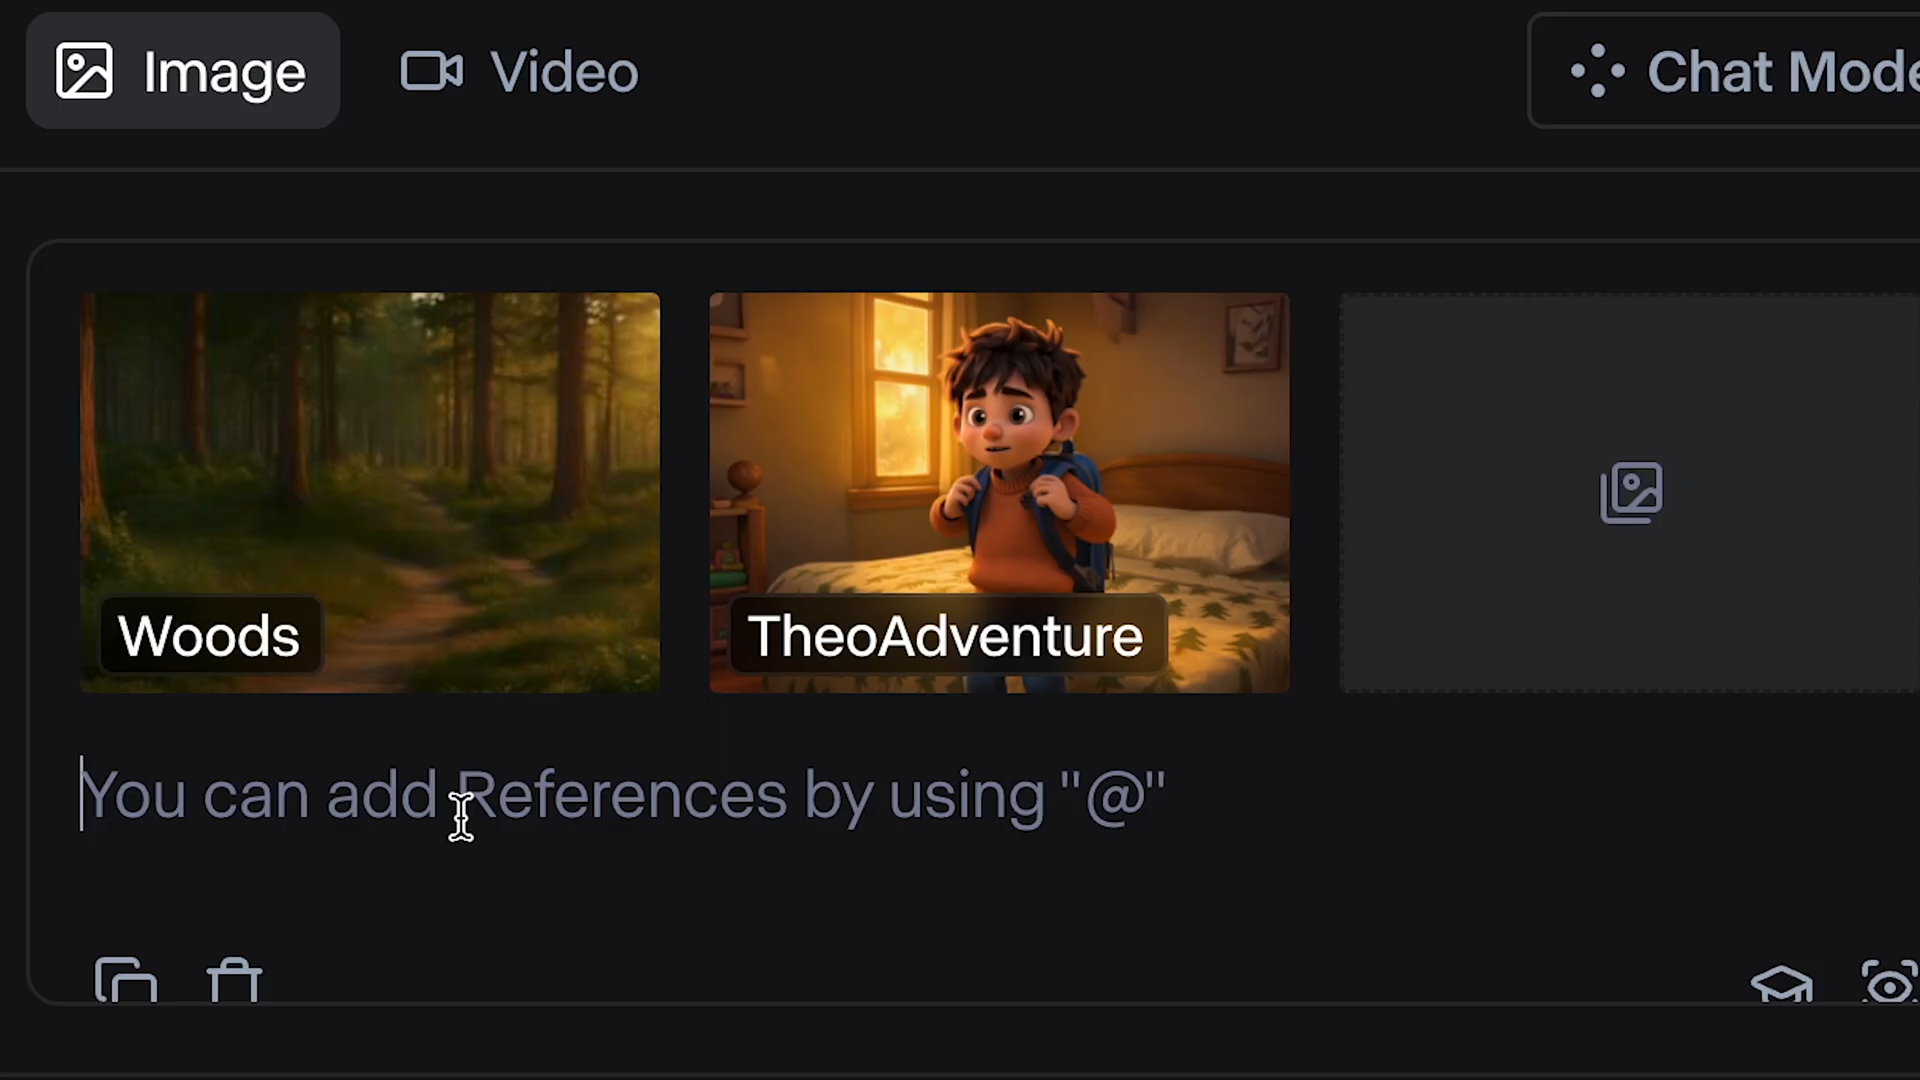 Image
Video
Chat Mode
Woods
TheoAdventure
You can add References by using "@"